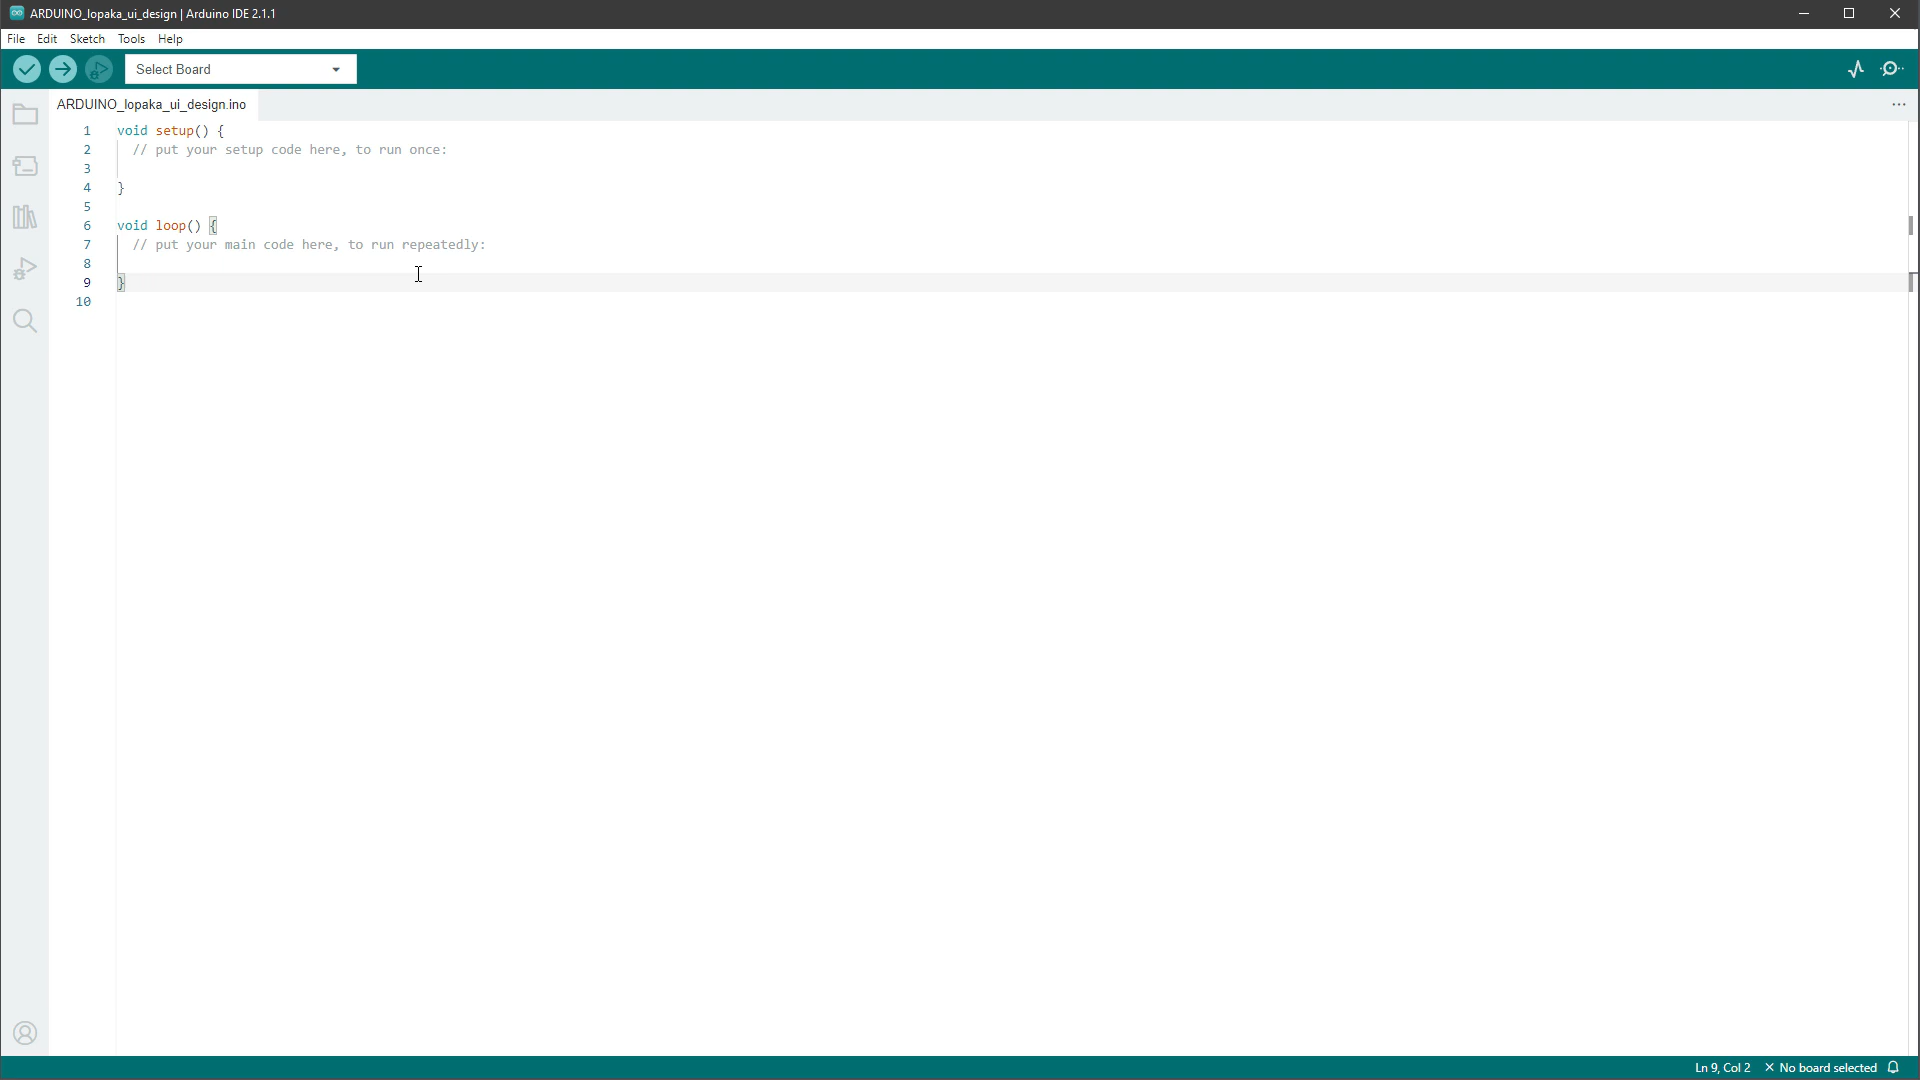 ARDUINO_lopaka_ui_design | Arduino IDE 2.1.1
File Edit Sketch Tools Help
Select Board
ARDUINO_lopaka_ui_design.ino
1 void setup() {
2 // put your setup code here, to run once:
3
4 }
5
6 void loop() {
7 // put your main code here, to run repeatedly:
8
9 }
10
Ln 9, Col 2 × No board selected